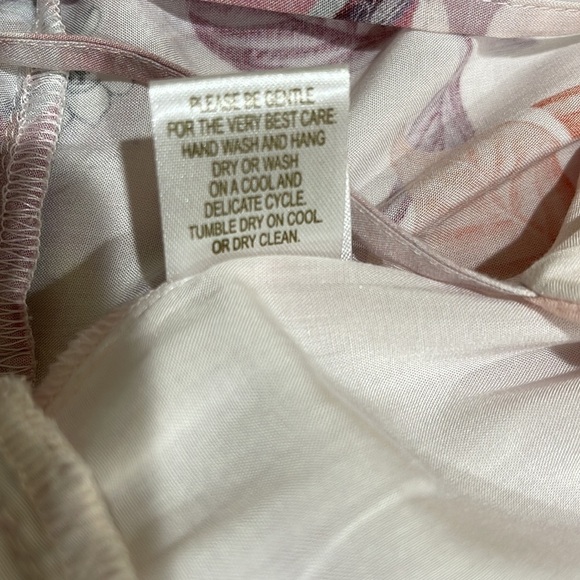 PLEASE BE GENTLE
FOR THE VERY BEST CARE
HAND WASH AND HANG
DRY OR WASH
ON A COOL AND
DELICATE CYCLE.
TUMBLE DRY ON COOL
OR DRY CLEAN.